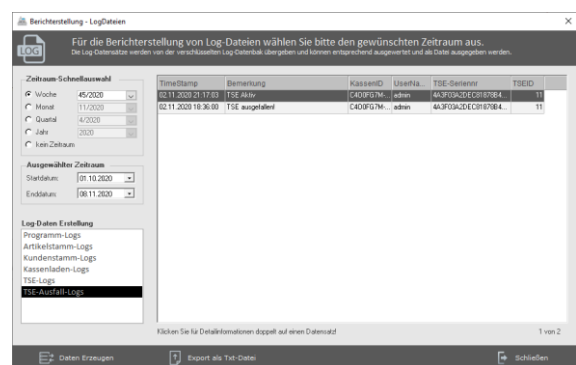 Berichterstellung - LogDateien
LOG
Für die Berichterstellung von Log-Dateien wählen Sie bitte den gewünschten Zeitraum aus.
Die Log-Datensätze werden von der verschlüsselten Log-Datenbak übergeben und können entsprechend ausgewertet und als Datei ausgegeben werden.
Zeitraum-Schnellauswahl
Woche 45/2020
Monat 11/2020
Quartal 4/2020
Jahr 2020
kein Zeitraum
Ausgewählter Zeitraum
Startdatum: 01.10.2020
Enddatum: 08.11.2020
Log-Daten Erstellung
Programm-Logs
Artikelstamm-Logs
Kundenstamm-Logs
Kassenladen-Logs
TSE-Logs
TSE-Ausfall-Logs
TimeStamp Bemerkung KassenID UserNa... TSE-Seriennr TSEID
02.11.2020 21:17:03 TSE Aktiv C4D0FG7M-... admin 4A3F03A2DEC81878B4... 11
02.11.2020 18:36:00 TSE ausgefallen! C4D0FG7M-... admin 4A3F03A2DEC81878B4... 11
Klicken Sie für Detailinformationen doppelt auf einen Datensatz!
1 von 2
Daten Erzeugen
Export als Txt-Datei
Schließen